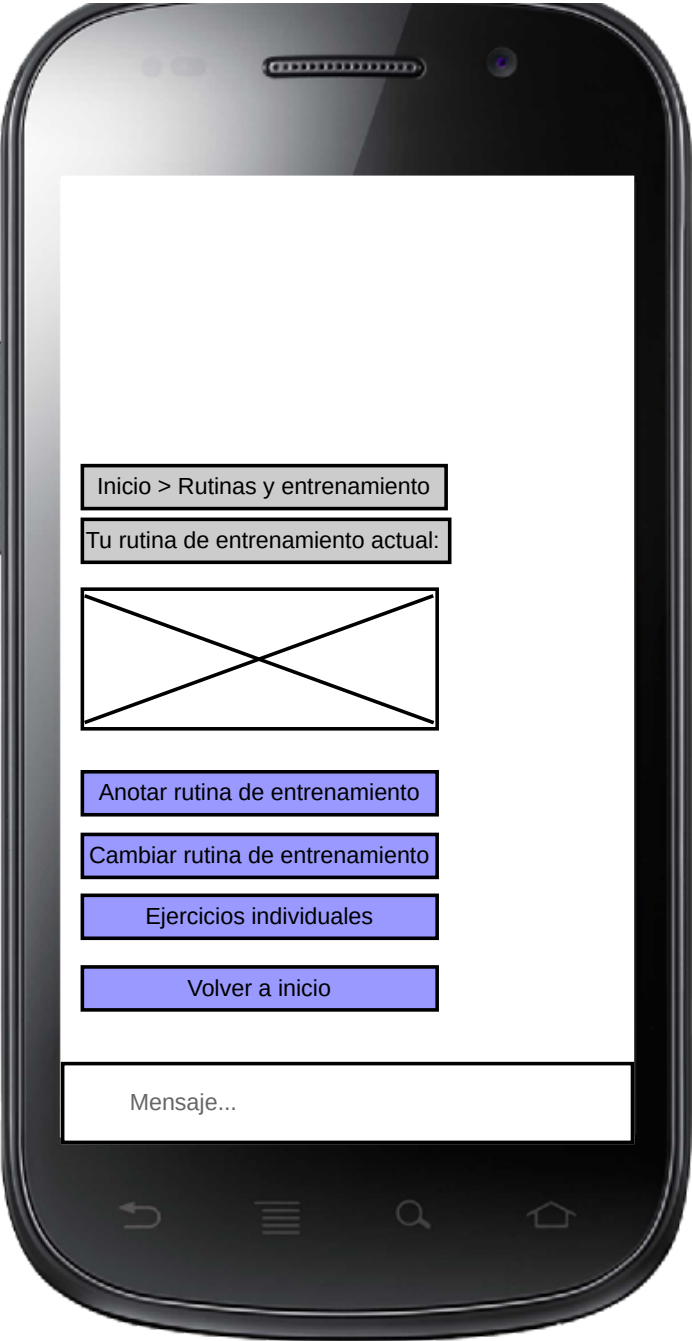 Inicio > Rutinas y entrenamiento
Tu rutina de entrenamiento actual:
Anotar rutina de entrenamiento
Cambiar rutina de entrenamiento
Ejercicios individuales
Volver a inicio
Mensaje...